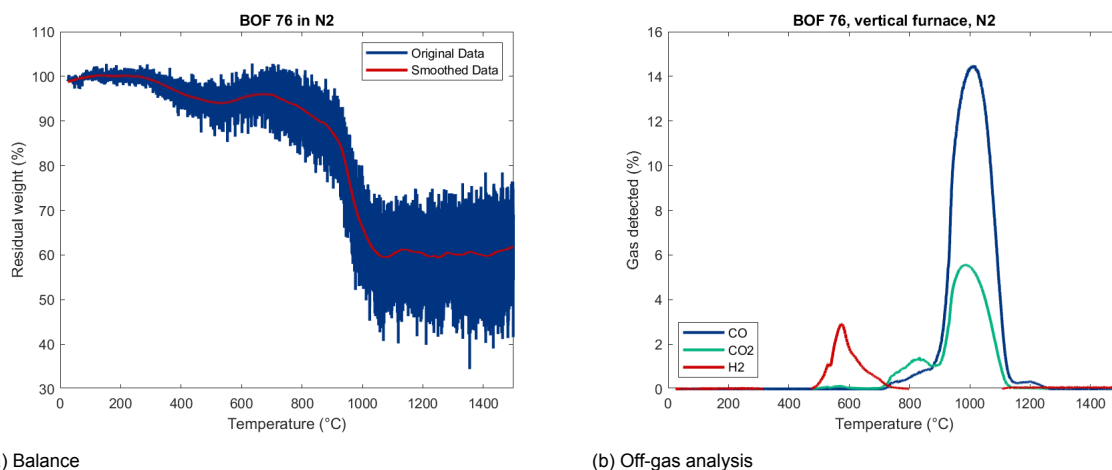 BOF 76 in N2
110
100
90
80
70
60
50
40
30
Residual weight (%)
Original Data
Smoothed Data
0 200 400 600 800 1000 1200 1400
Temperature (°C)
) Balance
BOF 76, vertical furnace, N2
16
14
12
10
8
6
4
2
0
Gas detected (%)
CO
CO2
H2
400 600 800 1000 1200 1400
Temperature (°C)
(b) Off-gas analysis